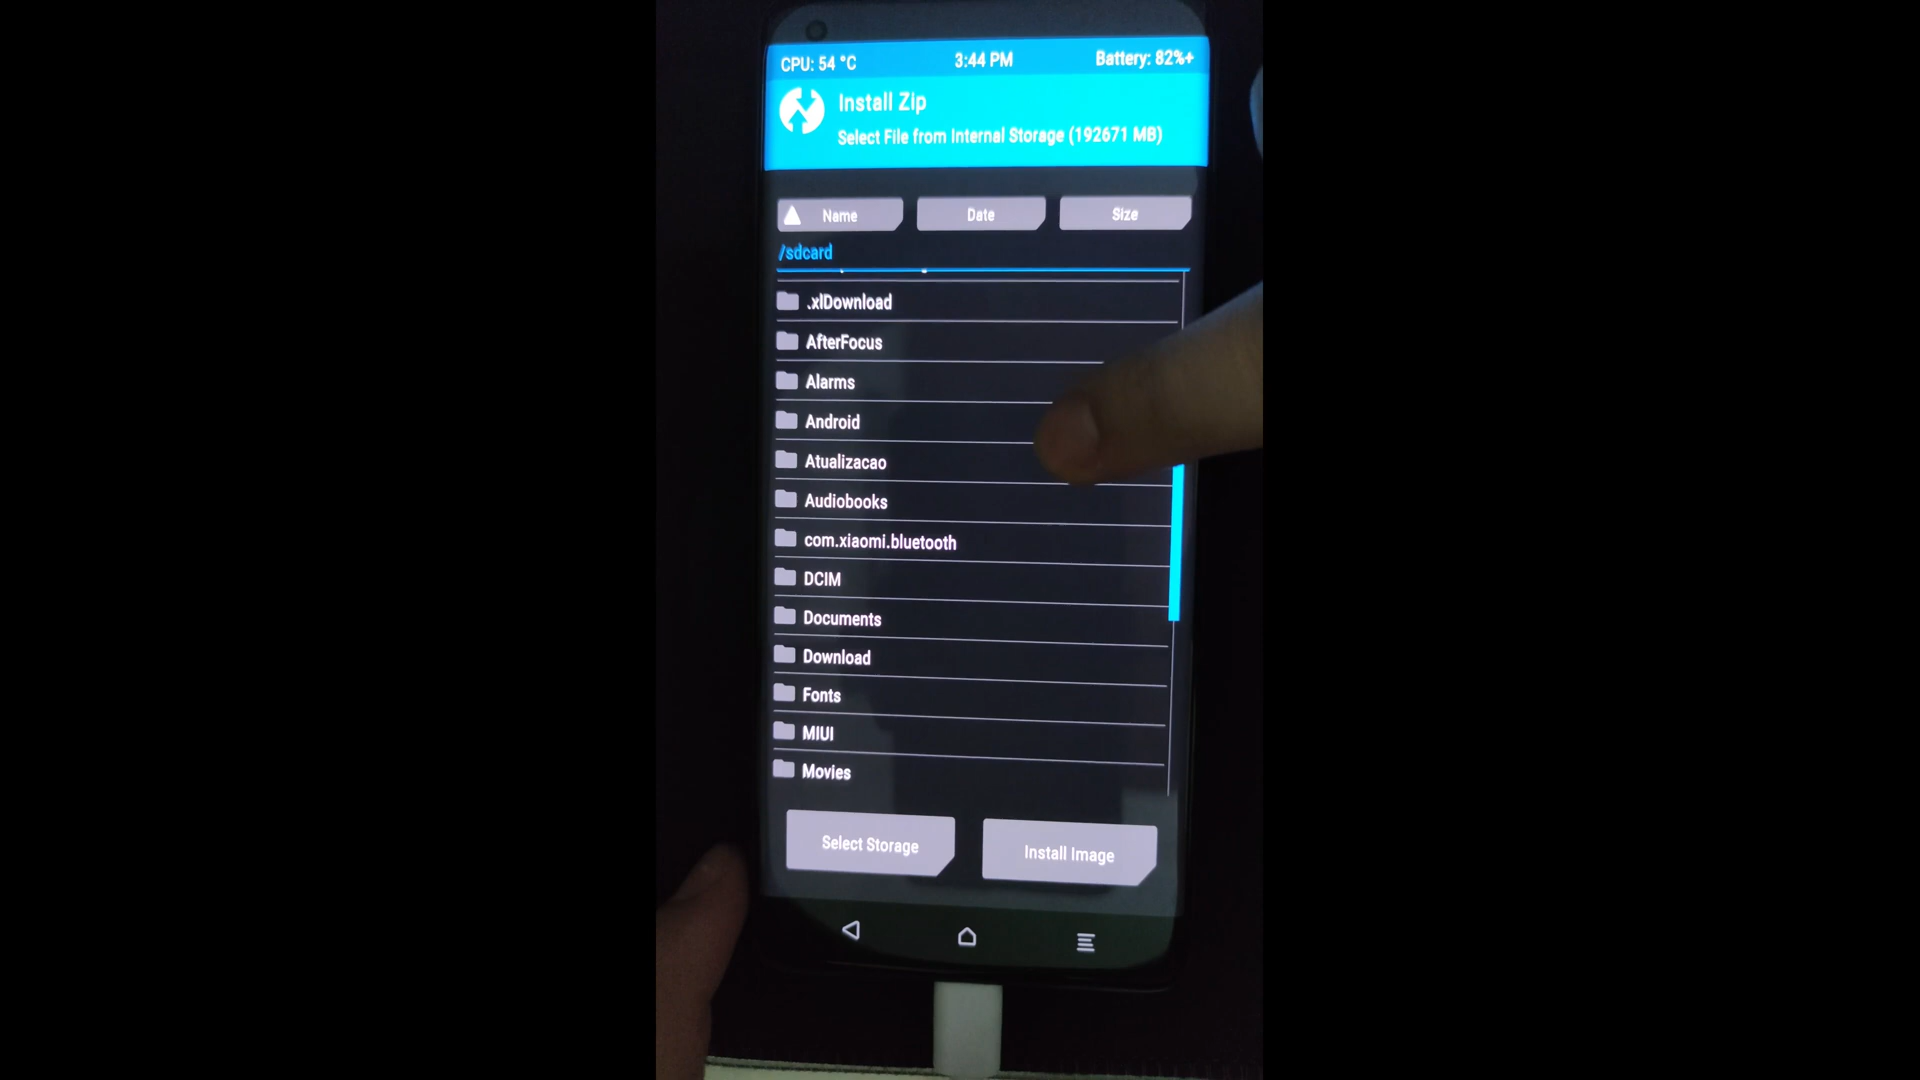 CPU: 54 °C 3:44 PM Battery: 82%+
Install Zip
Select File from Internal Storage (192671 MB)
Name Date Size
/sdcard
.xlDownload
AfterFocus
Alarms
Android
Atualizacao
Audiobooks
com.xiaomi.bluetooth
DCIM
Documents
Download
Fonts
MIUI
Movies
Select Storage Install Image